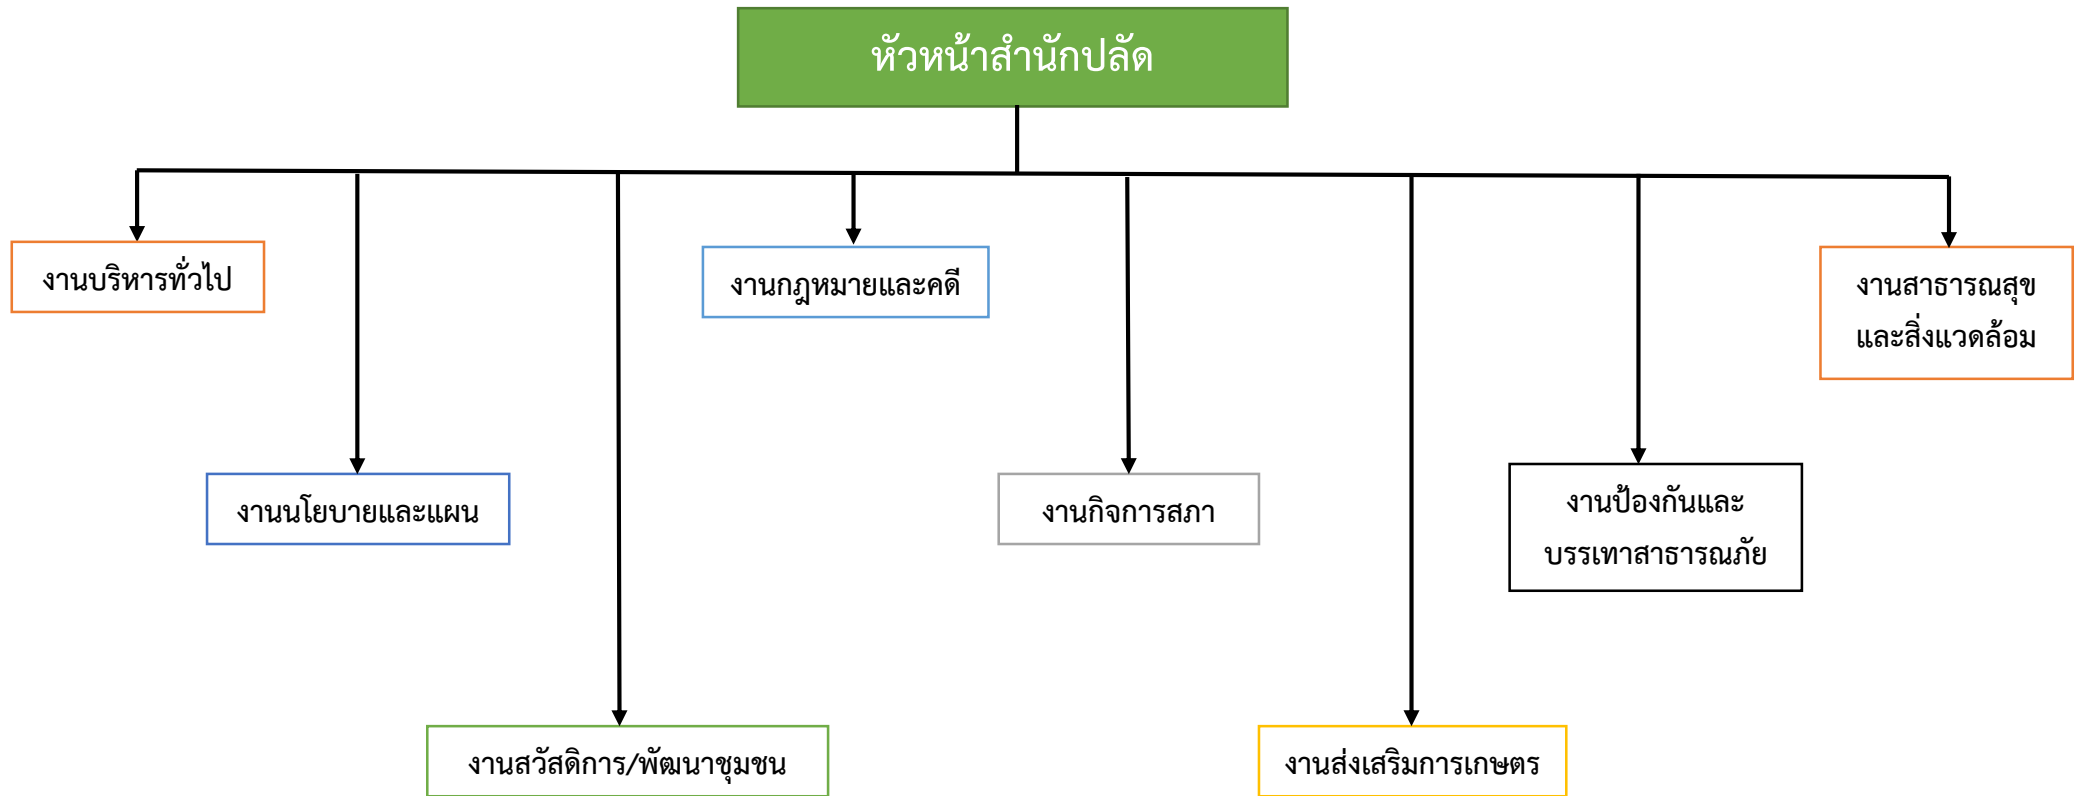 หัวหน้าสำนักปลัด
งานบริหารทั่วไป
งานกฎหมายและคดี
งานสาธารณสุข
และสิ่งแวดล้อม
งานนโยบายและแผน
งานกิจการสภา
งานป้องกันและ
บรรเทาสาธารณภัย
งานสวัสดิการ/พัฒนาชุมชน
งานส่งเสริมการเกษตร